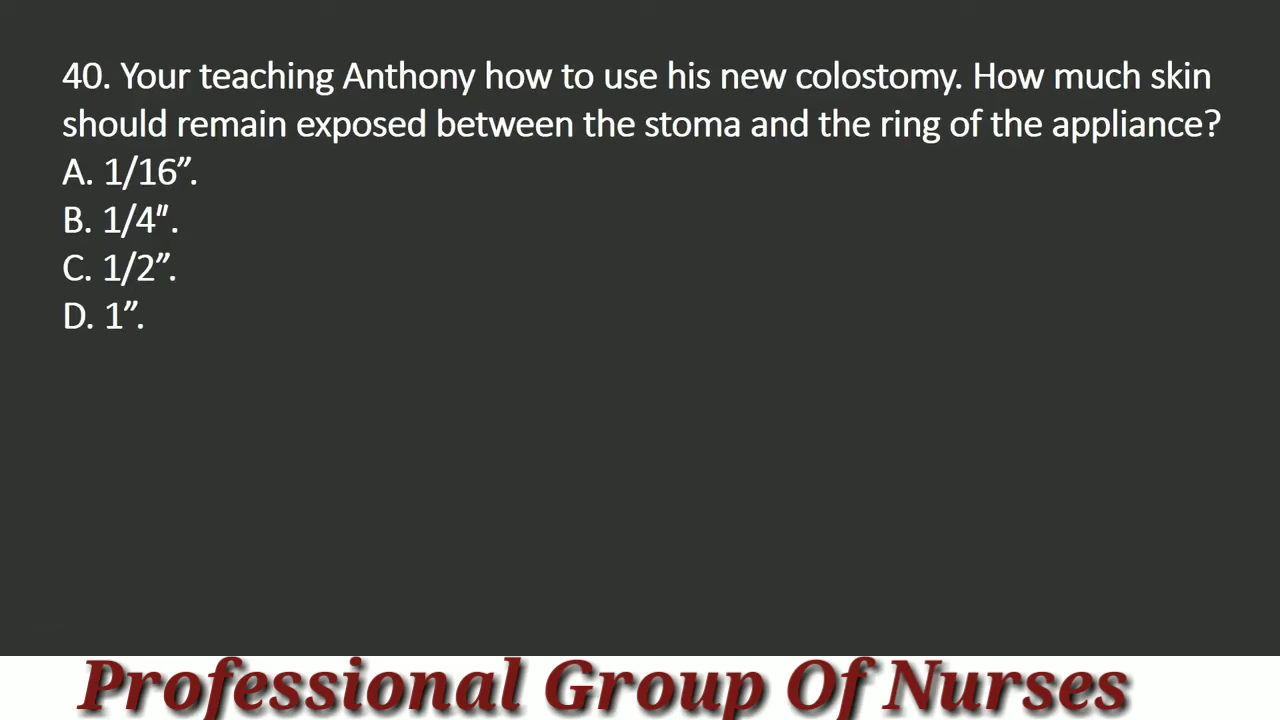 40. Your teaching Anthony how to use his new colostomy. How much skin
should remain exposed between the stoma and the ring of the appliance?
A. 1/16”.
B. 1/4″.
C. 1/2”.
D. 1”.
Professional Group Of Nurses